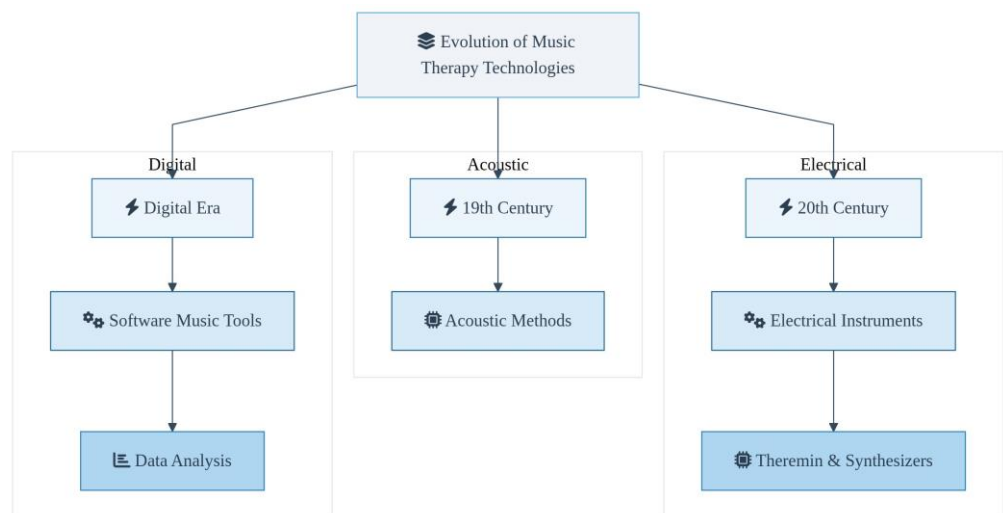 Evolution of Music
Therapy Technologies
Digital
Acoustic
Electrical
Digital Era
19th Century
20th Century
Software Music Tools
Acoustic Methods
Electrical Instruments
Data Analysis
Theremin & Synthesizers